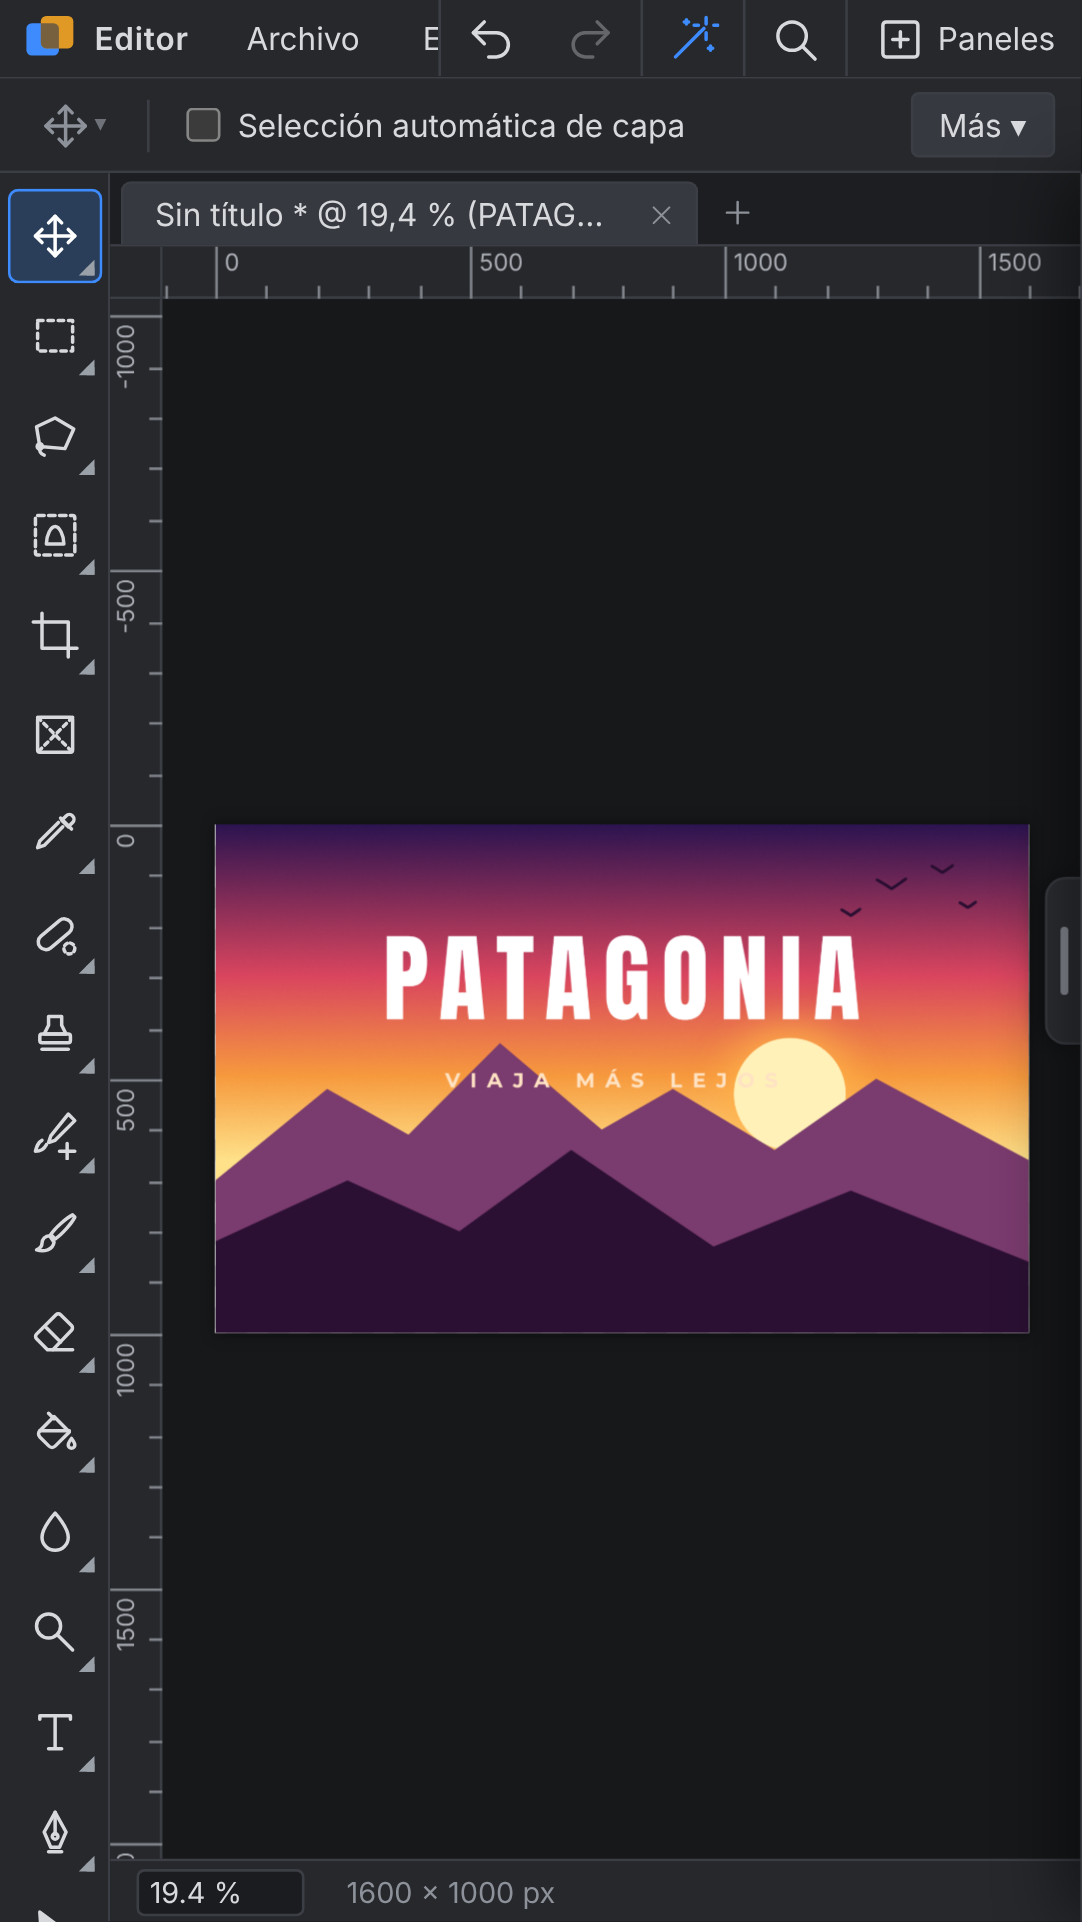 Editor Archivo E Paneles
Selección automática de capa Más ▾
Sin título * @ 19,4 % (PATAG...
0 500 1000 1500
-1000
-500
0
500
1000
1500
PATAGONIA
VIAJA MÁS LEJOS
19.4 % 1600 × 1000 px